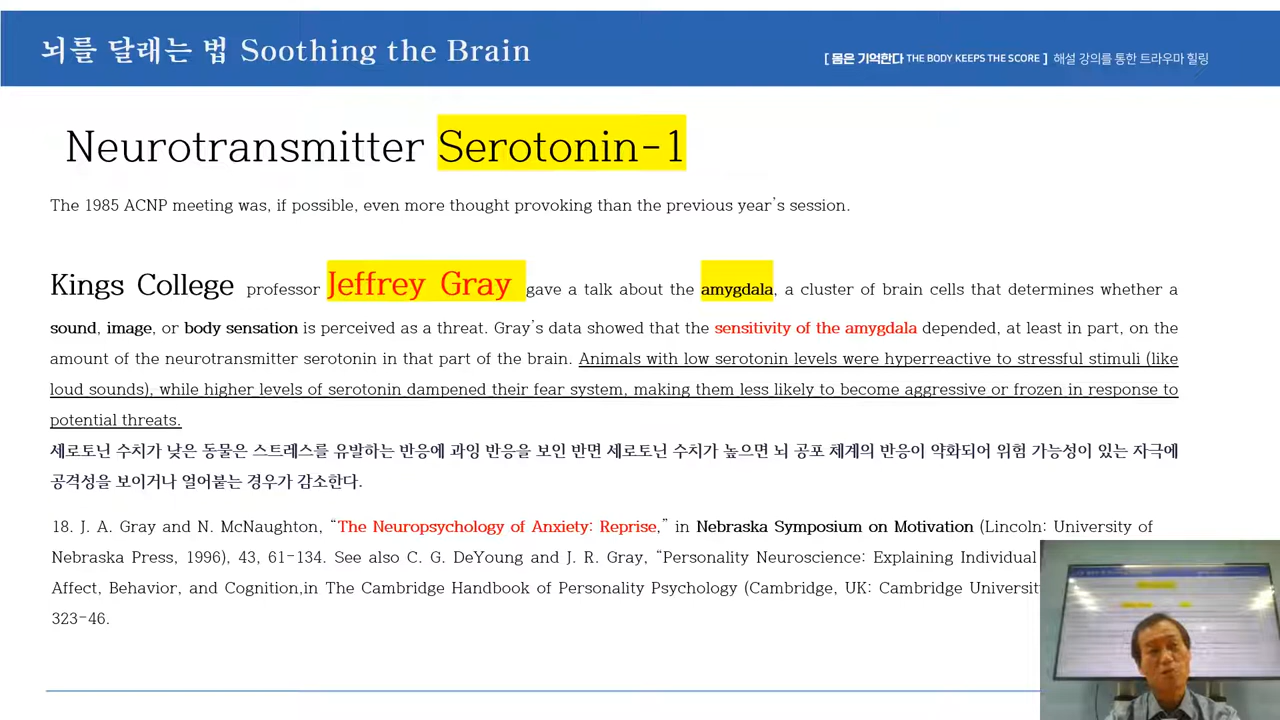 뇌를 달래는 법 Soothing the Brain
[ 몸은 기억한다 THE BODY KEEPS THE SCORE ] 해설 강의를 통한 트라우마 힐링
Neurotransmitter Serotonin-1
The 1985 ACNP meeting was, if possible, even more thought provoking than the previous year's session.
Kings College professor Jeffrey Gray gave a talk about the amygdala, a cluster of brain cells that determines whether a
sound, image, or body sensation is perceived as a threat. Gray's data showed that the sensitivity of the amygdala depended, at least in part, on the
amount of the neurotransmitter serotonin in that part of the brain. Animals with low serotonin levels were hyperreactive to stressful stimuli (like
loud sounds), while higher levels of serotonin dampened their fear system, making them less likely to become aggressive or frozen in response to
potential threats.
세로토닌 수치가 낮은 동물은 스트레스를 유발하는 반응에 과잉 반응을 보인 반면 세로토닌 수치가 높으면 뇌 공포 체계의 반응이 약화되어 위험 가능성이 있는 자극에
공격성을 보이거나 얼어붙는 경우가 감소한다.
18. J. A. Gray and N. McNaughton, “The Neuropsychology of Anxiety: Reprise,” in Nebraska Symposium on Motivation (Lincoln: University of
Nebraska Press, 1996), 43, 61-134. See also C. G. DeYoung and J. R. Gray, “Personality Neuroscience: Explaining Individual
Affect, Behavior, and Cognition,in The Cambridge Handbook of Personality Psychology (Cambridge, UK: Cambridge Universit
323-46.